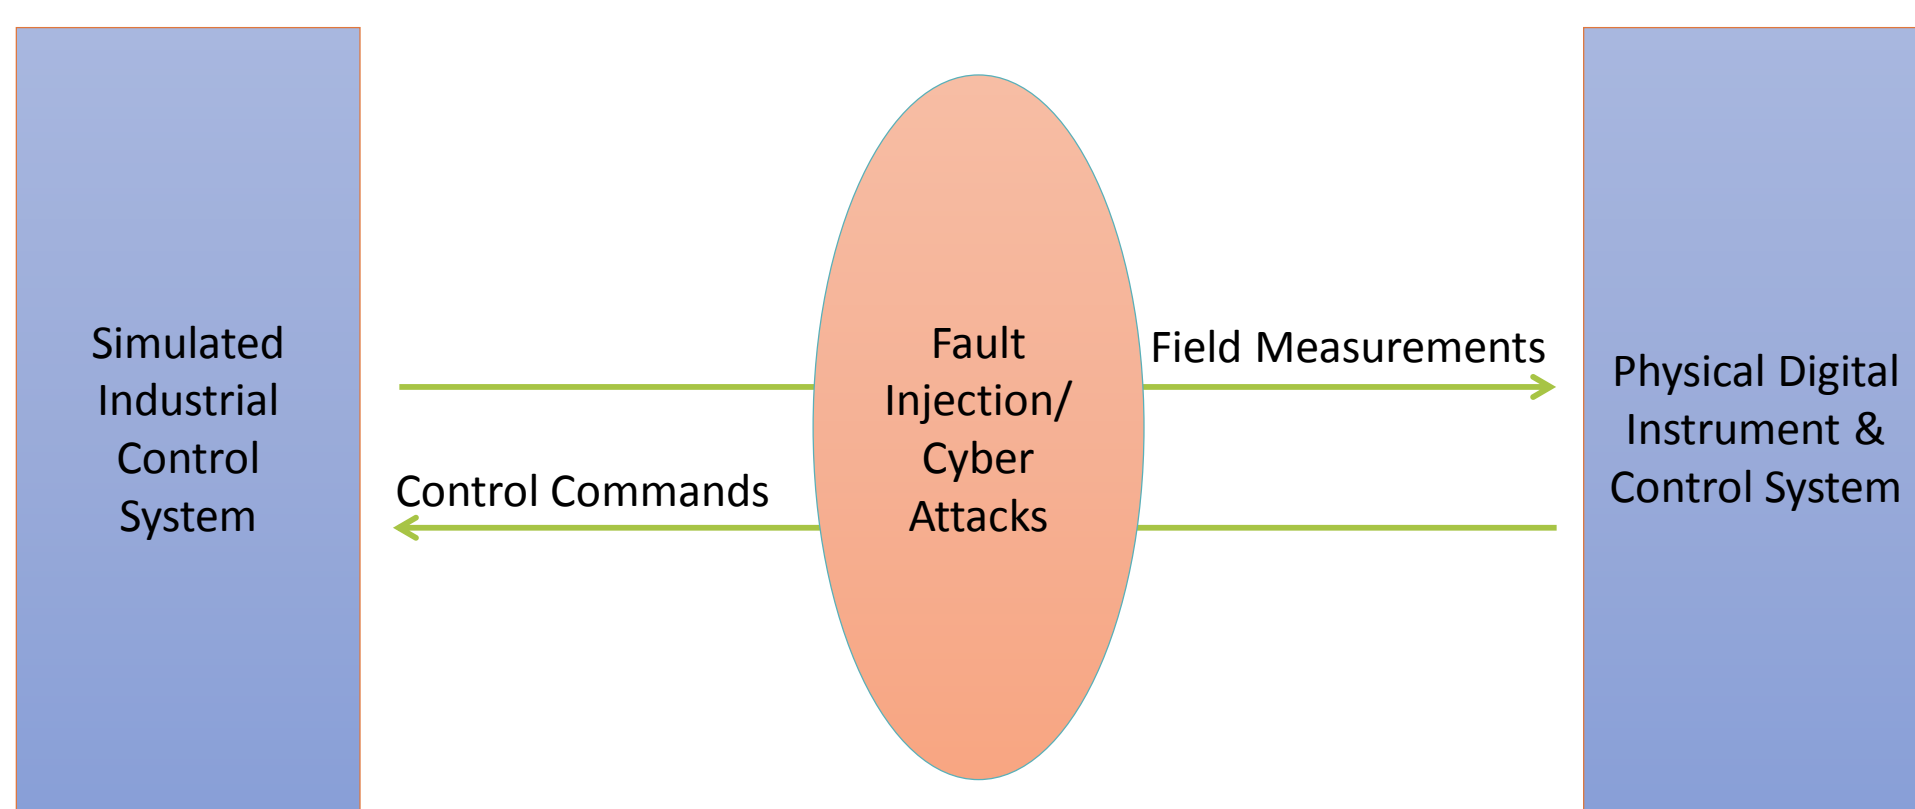 Simulated
Industrial
Control
System
Control Commands
Fault
Injection/
Cyber
Attacks
Field Measurements
Physical Digital
Instrument &
Control System